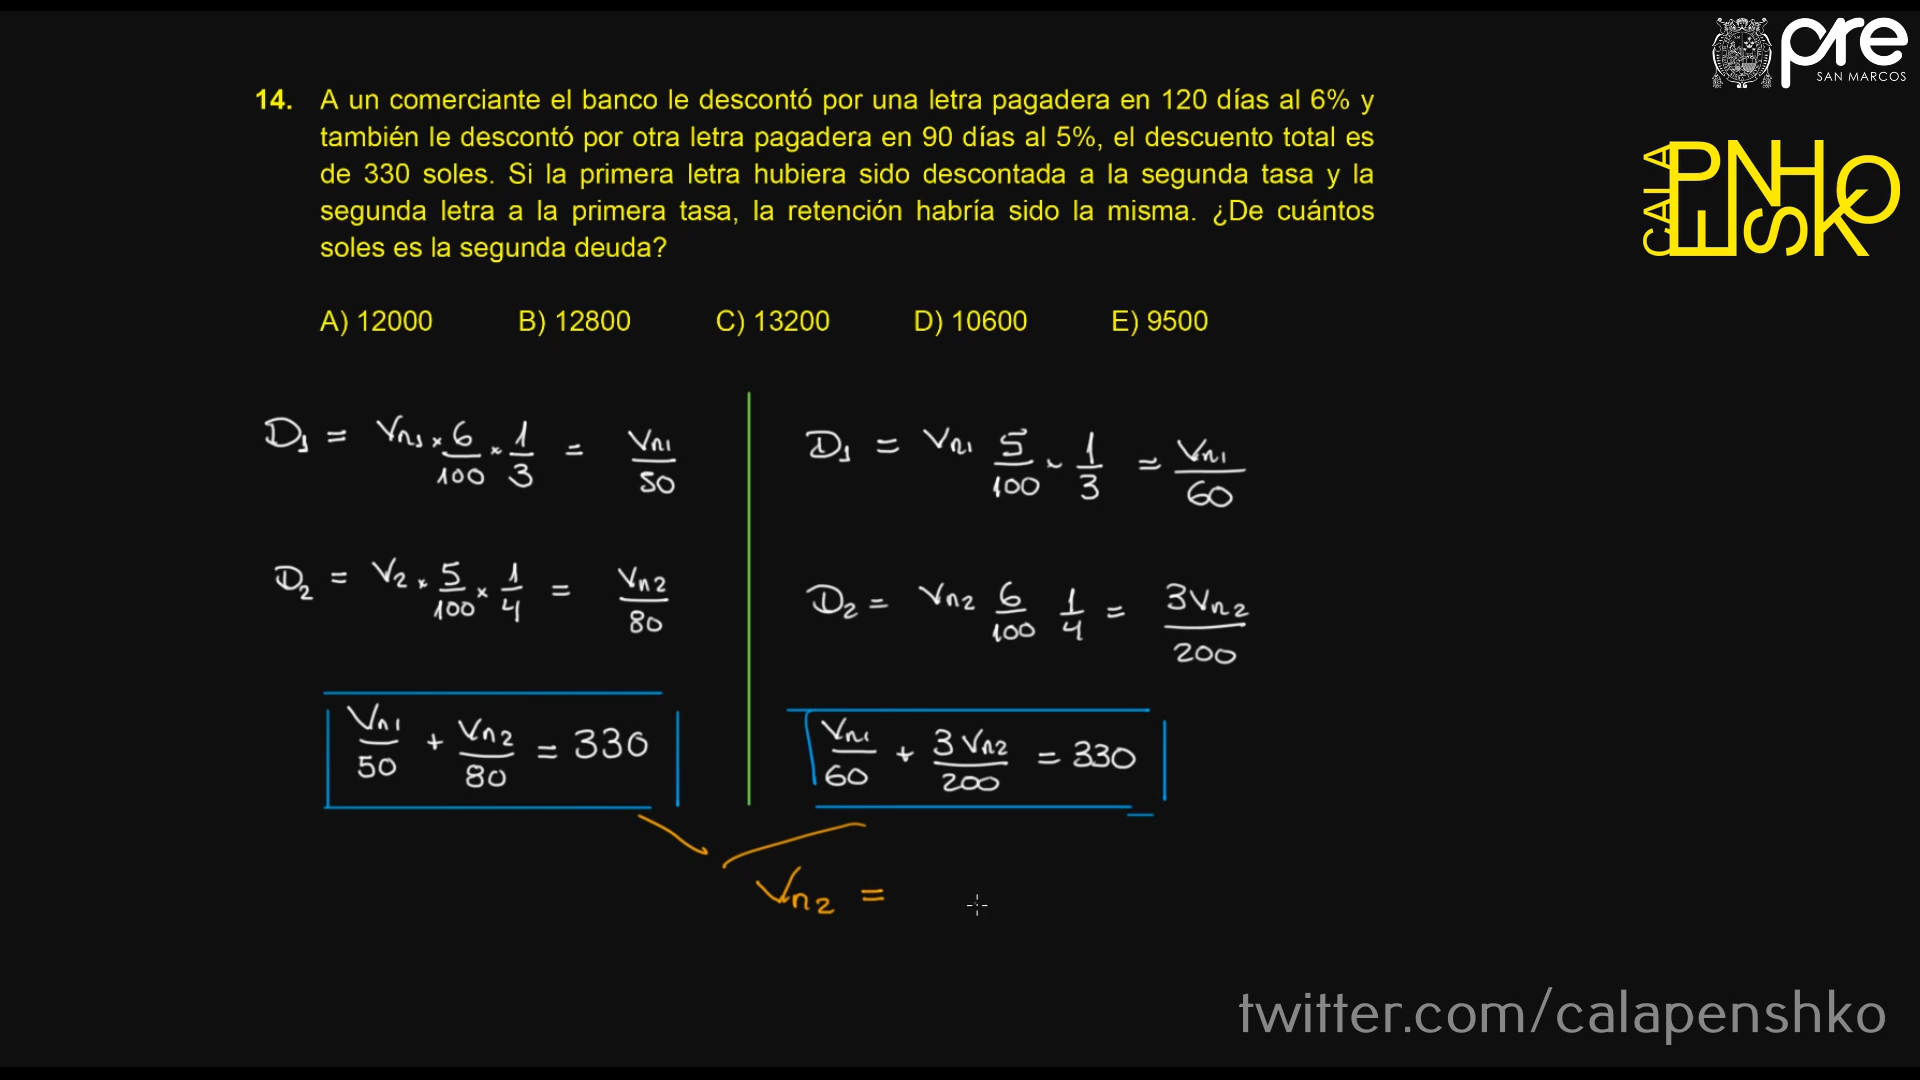 pre
SAN MARCOS
CALA PENSHKO
14. A un comerciante el banco le descontó por una letra pagadera en 120 días al 6% y
también le descontó por otra letra pagadera en 90 días al 5%, el descuento total es
de 330 soles. Si la primera letra hubiera sido descontada a la segunda tasa y la
segunda letra a la primera tasa, la retención habría sido la misma. ¿De cuántos
soles es la segunda deuda?
A) 12000 B) 12800 C) 13200 D) 10600 E) 9500
D₁ = Vn₁ × 6/100 × 1/3 = Vn1/50
D₂ = V₂ × 5/100 × 1/4 = Vn2/80
Vn1/50 + Vn2/80 = 330
D₁ = Vn1 5/100 × 1/3 = Vn1/60
D₂ = Vn2 6/100 1/4 = 3Vn2/200
Vn1/60 + 3Vn2/200 = 330
Vn2 =
twitter.com/calapenshko